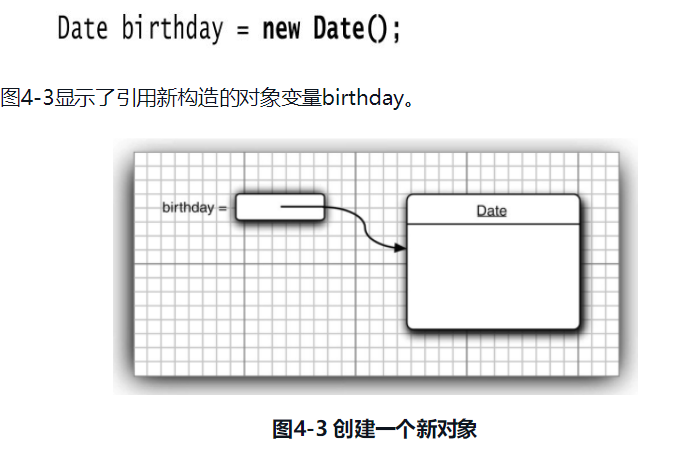 Date birthday = new Date();
图4-3显示了引用新构造的对象变量birthday。
birthday =
Date
图4-3 创建一个新对象